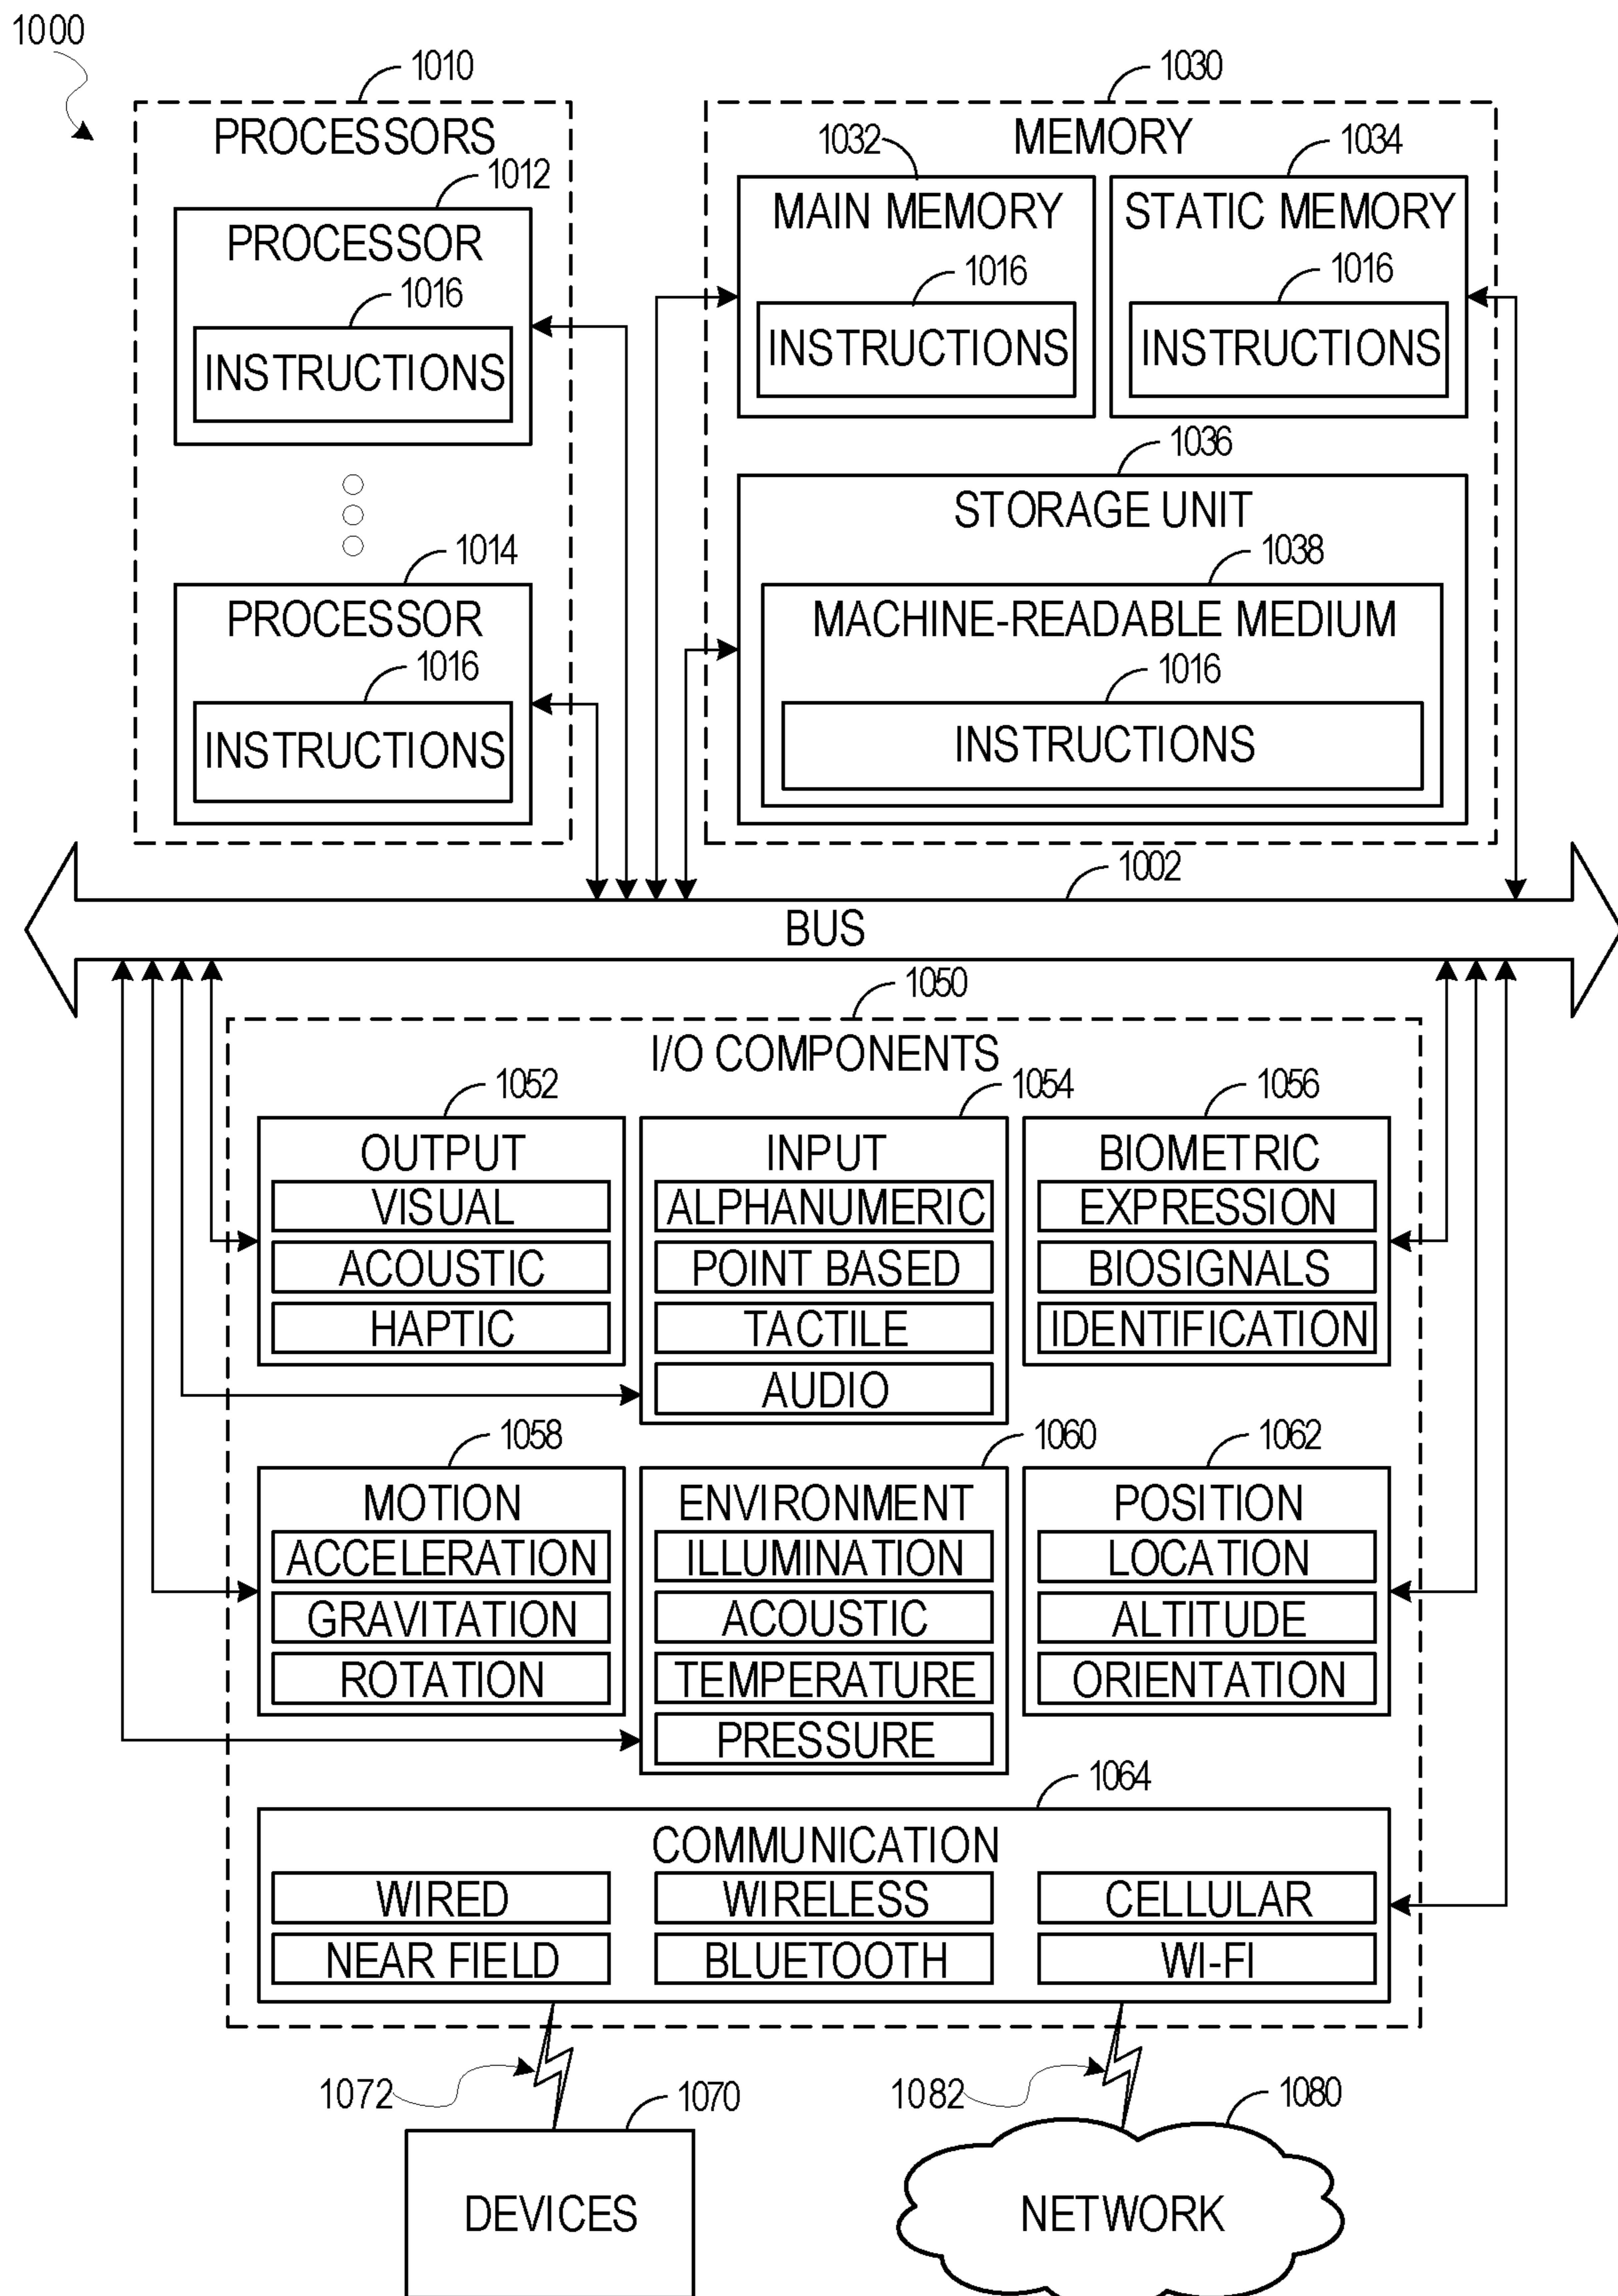 1000
1010
1030
PROCESSORS
MEMORY
1012
PROCESSOR
1016
INSTRUCTIONS
1014
PROCESSOR
1016
INSTRUCTIONS
1032
MAIN MEMORY
1016
INSTRUCTIONS
1034
STATIC MEMORY
1016
INSTRUCTIONS
1036
STORAGE UNIT
1038
MACHINE-READABLE MEDIUM
1016
INSTRUCTIONS
1002
BUS
1050
I/O COMPONENTS
1052
OUTPUT
VISUAL
ACOUSTIC
HAPTIC
1054
INPUT
ALPHANUMERIC
POINT BASED
TACTILE
AUDIO
1056
BIOMETRIC
EXPRESSION
BIOSIGNALS
IDENTIFICATION
1058
MOTION
ACCELERATION
GRAVITATION
ROTATION
1060
ENVIRONMENT
ILLUMINATION
ACOUSTIC
TEMPERATURE
PRESSURE
1062
POSITION
LOCATION
ALTITUDE
ORIENTATION
1064
COMMUNICATION
WIRED
WIRELESS
CELLULAR
NEAR FIELD
BLUETOOTH
WI-FI
1072
1070
DEVICES
1082
1080
NETWORK